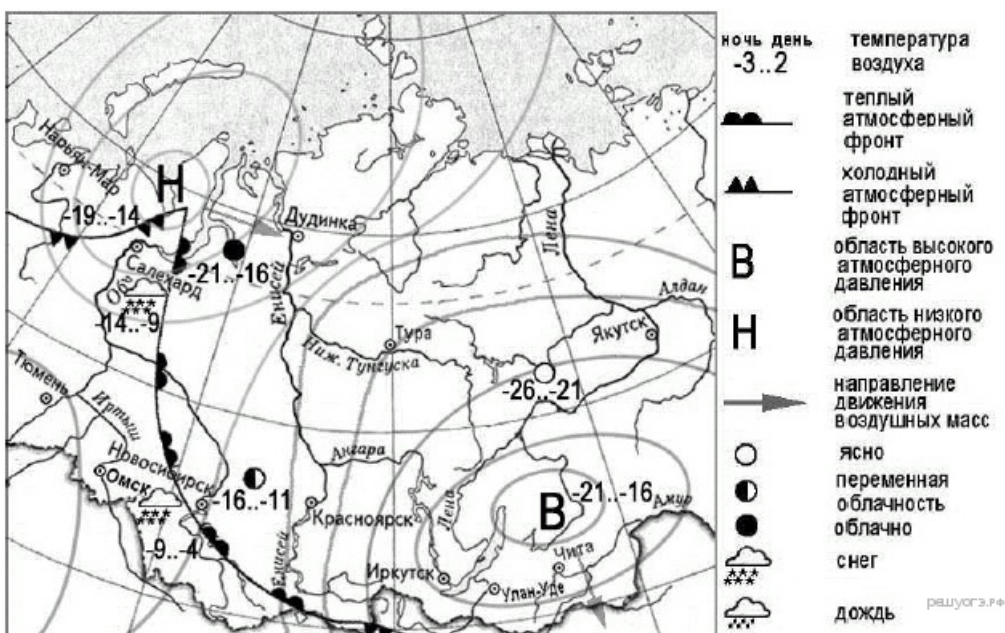 Нарьян-Мар
Н
-19..-14
Дудинка
Салехард
-21..-16
Обь
Енисей
Лена
Алдан
-14..-9
Тура
Якутск
Ниж. Тунгуска
-26..-21
Тюмень
Иртыш
Ангара
Новосибирск
Омск
-16..-11
Красноярск
Лена
В
-21..-16
Амур
-9..-4
Енисей
Иркутск
Чита
Улан-Уде
ночь день
-3..2
температура
воздуха
теплый
атмосферный
фронт
холодный
атмосферный
фронт
В
область высокого
атмосферного
давления
Н
область низкого
атмосферного
давления
направление
движения
воздушных масс
ясно
переменная
облачность
облачно
снег
дождь
решуогэ.рф